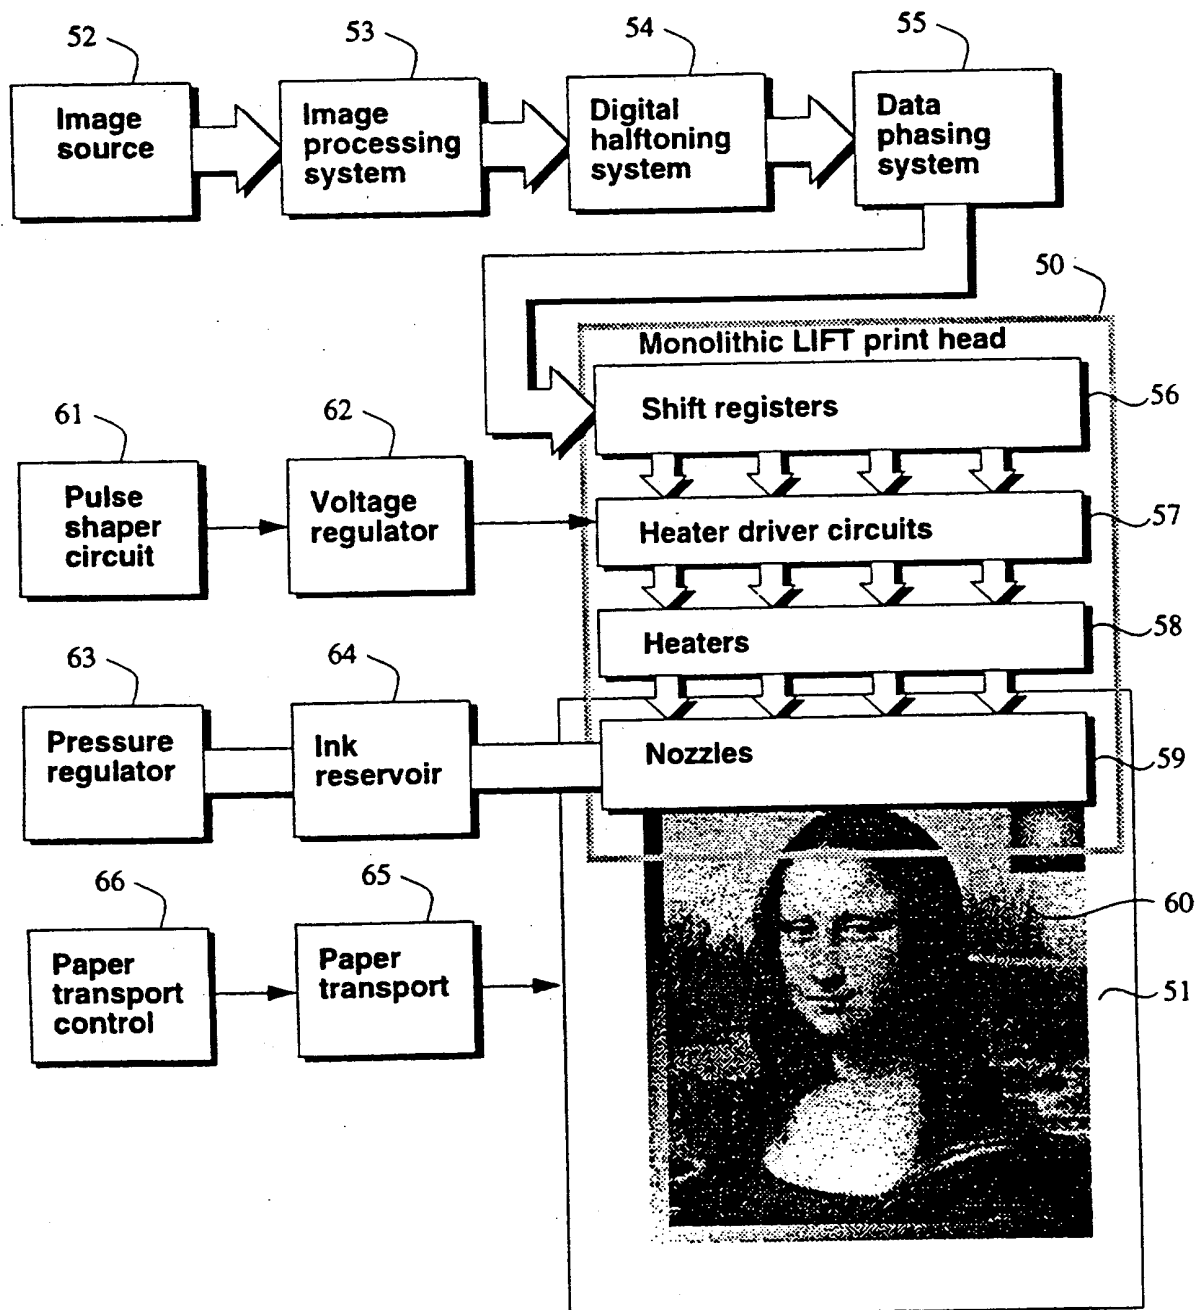 52
53
54
55
Image
source
Image
processing
system
Digital
halftoning
system
Data
phasing
system
50
Monolithic LIFT print head
Shift registers
56
61
62
Pulse
shaper
circuit
Voltage
regulator
Heater driver circuits
57
Heaters
58
63
64
Pressure
regulator
Ink
reservoir
Nozzles
59
66
65
60
Paper
transport
control
Paper
transport
51